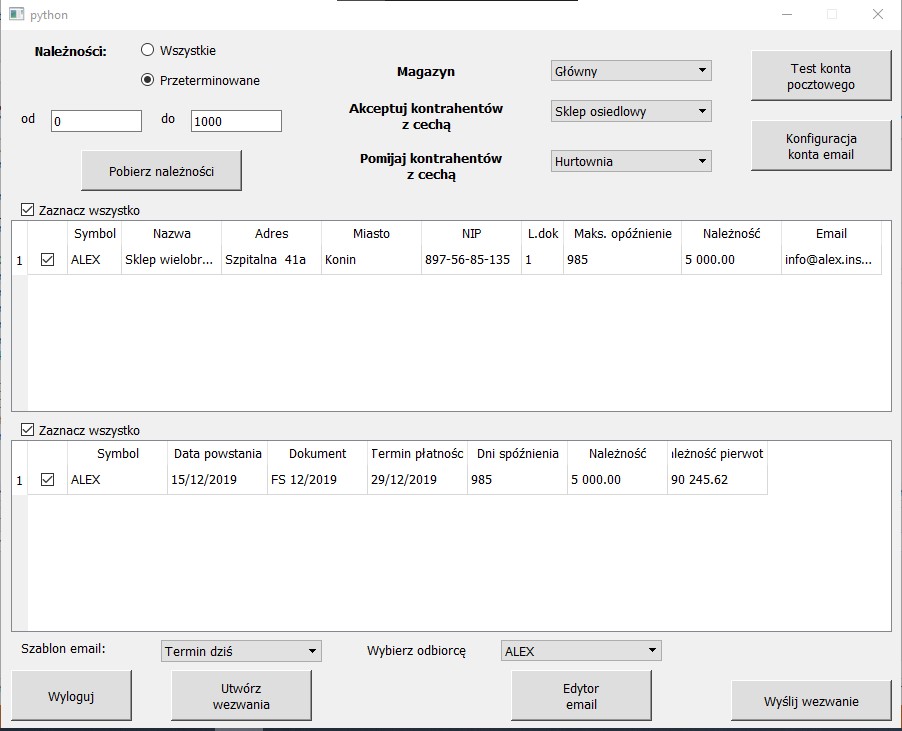 python
Należności:
Wszystkie
Przeterminowane
od 0 do 1000
Pobierz należności
Magazyn Główny
Akceptuj kontrahentów
z cechą
Sklep osiedlowy
Pomijaj kontrahentów
z cechą
Hurtownia
Test konta
pocztowego
Konfiguracja
konta email
Zaznacz wszystko
Symbol Nazwa Adres Miasto NIP L.dok Maks. opóźnienie Należność Email
1 ALEX Sklep wielobr... Szpitalna 41a Konin 897-56-85-135 1 985 5 000.00 info@alex.ins...
Zaznacz wszystko
Symbol Data powstania Dokument Termin płatnośc Dni spóźnienia Należność ależność pierwot
1 ALEX 15/12/2019 FS 12/2019 29/12/2019 985 5 000.00 90 245.62
Szablon email: Termin dziś Wybierz odbiorcę ALEX
Wyloguj
Utwórz
wezwania
Edytor
email
Wyślij wezwanie